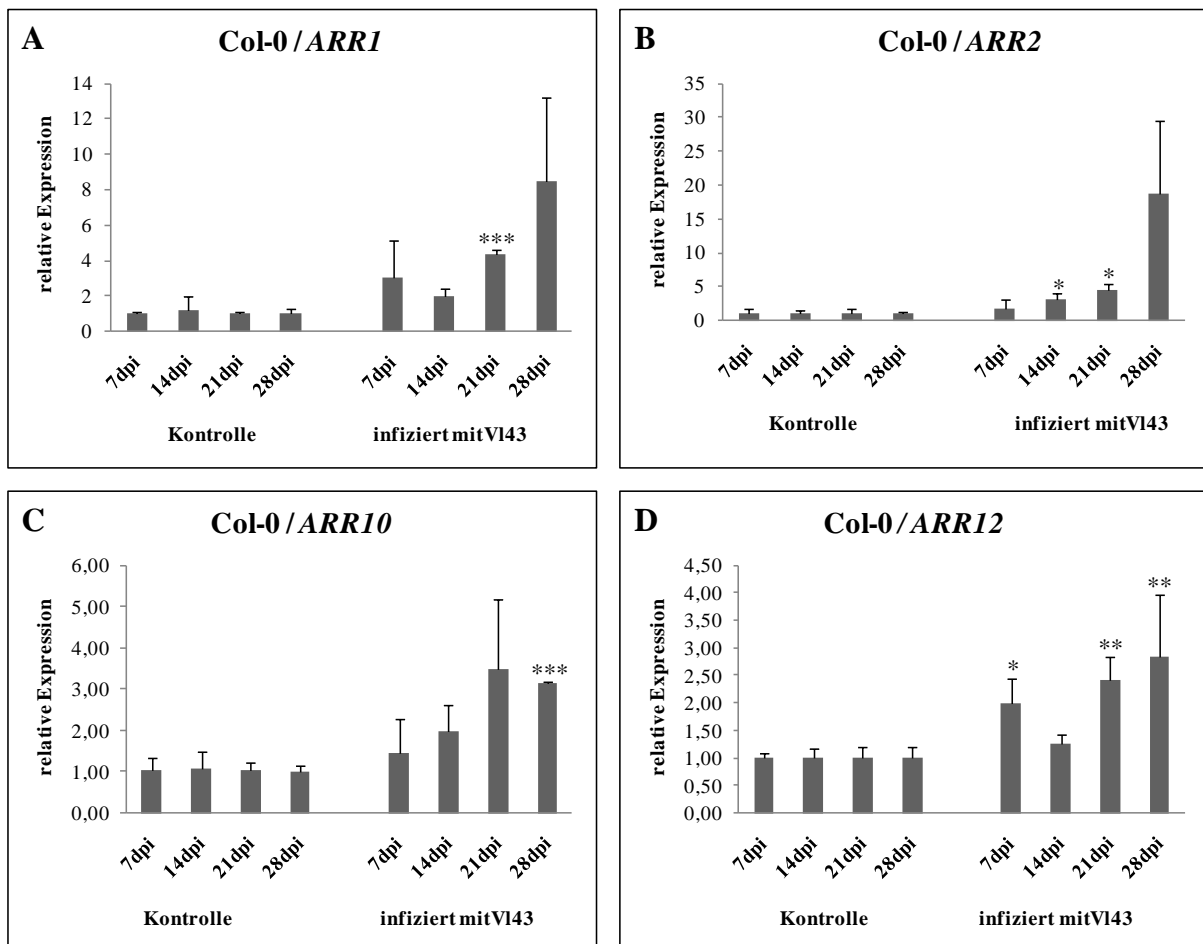 A
Col-0 / ARR1
relative Expression
14
12
10
8
6
4
2
0
***
7dpi
14dpi
21dpi
28dpi
7dpi
14dpi
21dpi
28dpi
Kontrolle
infiziert mitVl43
B
Col-0 / ARR2
relative Expression
35
30
25
20
15
10
5
0
*
*
7dpi
14dpi
21dpi
28dpi
7dpi
14dpi
21dpi
28dpi
Kontrolle
infiziert mitVl43
C
Col-0 / ARR10
relative Expression
6,00
5,00
4,00
3,00
2,00
1,00
0,00
***
7dpi
14dpi
21dpi
28dpi
7dpi
14dpi
21dpi
28dpi
Kontrolle
infiziert mitVl43
D
Col-0 / ARR12
relative Expression
4,50
4,00
3,50
3,00
2,50
2,00
1,50
1,00
0,50
0,00
*
**
**
7dpi
14dpi
21dpi
28dpi
7dpi
14dpi
21dpi
28dpi
Kontrolle
infiziert mitVl43